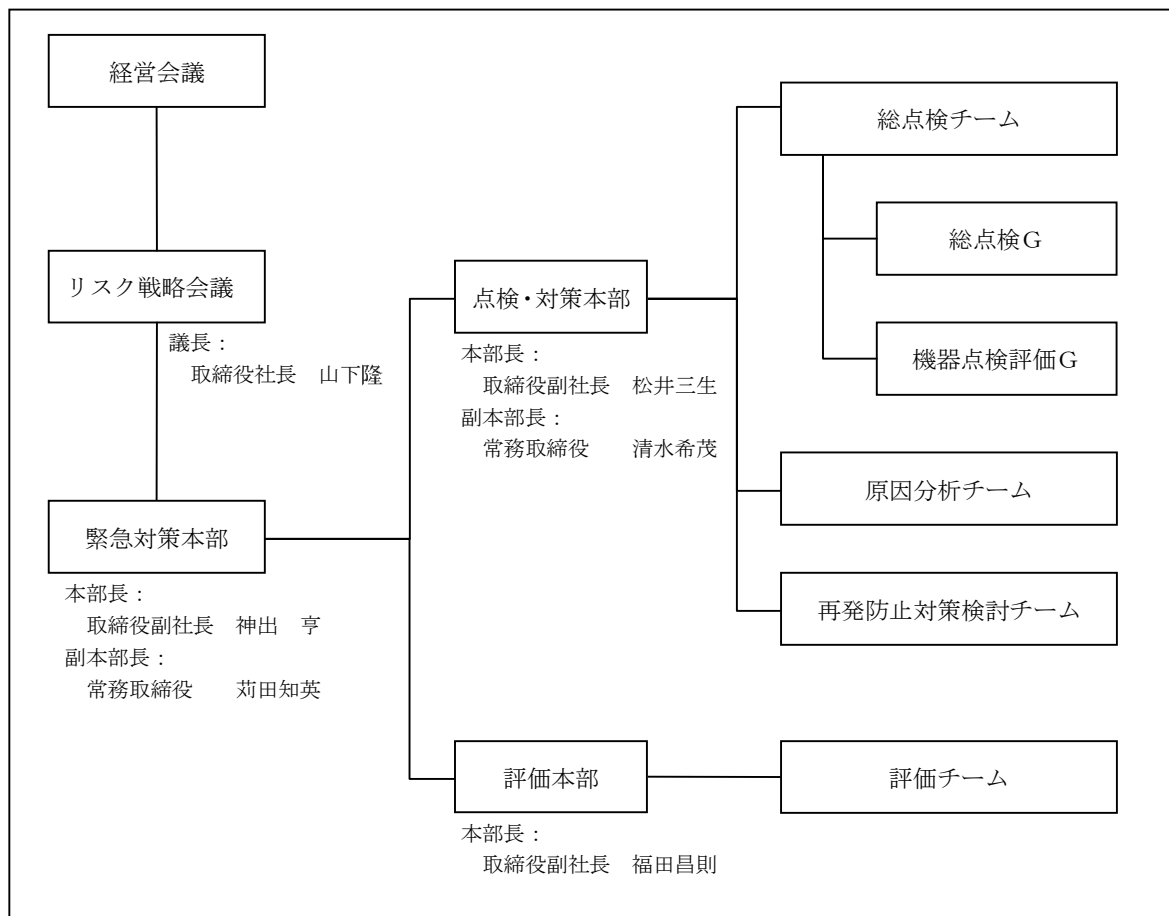 経営会議
リスク戦略会議
議長：
取締役社長　山下隆
緊急対策本部
本部長：
取締役副社長　神出　亨
副本部長：
常務取締役　　苅田知英
点検・対策本部
本部長：
取締役副社長　松井三生
副本部長：
常務取締役　　清水希茂
評価本部
本部長：
取締役副社長　福田昌則
総点検チーム
総点検Ｇ
機器点検評価Ｇ
原因分析チーム
再発防止対策検討チーム
評価チーム